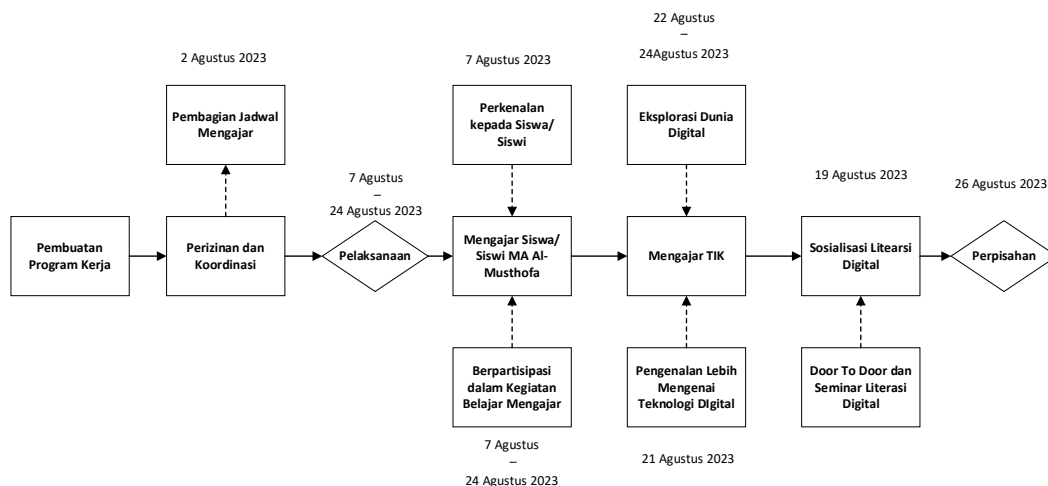 2 Agustus 2023
Pembagian Jadwal
Mengajar
7 Agustus 2023
Perkenalan
kepada Siswa/
Siswi
22 Agustus
–
24Agustus 2023
Eksplorasi Dunia
Digital
7 Agustus
–
24 Agustus 2023
19 Agustus 2023
26 Agustus 2023
Pembuatan
Program Kerja
Perizinan dan
Koordinasi
Pelaksanaan
Mengajar Siswa/
Siswi MA Al-
Musthofa
Mengajar TIK
Sosialisasi Litearsi
Digital
Perpisahan
Berpartisipasi
dalam Kegiatan
Belajar Mengajar
7 Agustus
–
24 Agustus 2023
Pengenalan Lebih
Mengenai
Teknologi DIgital
21 Agustus 2023
Door To Door dan
Seminar Literasi
Digital